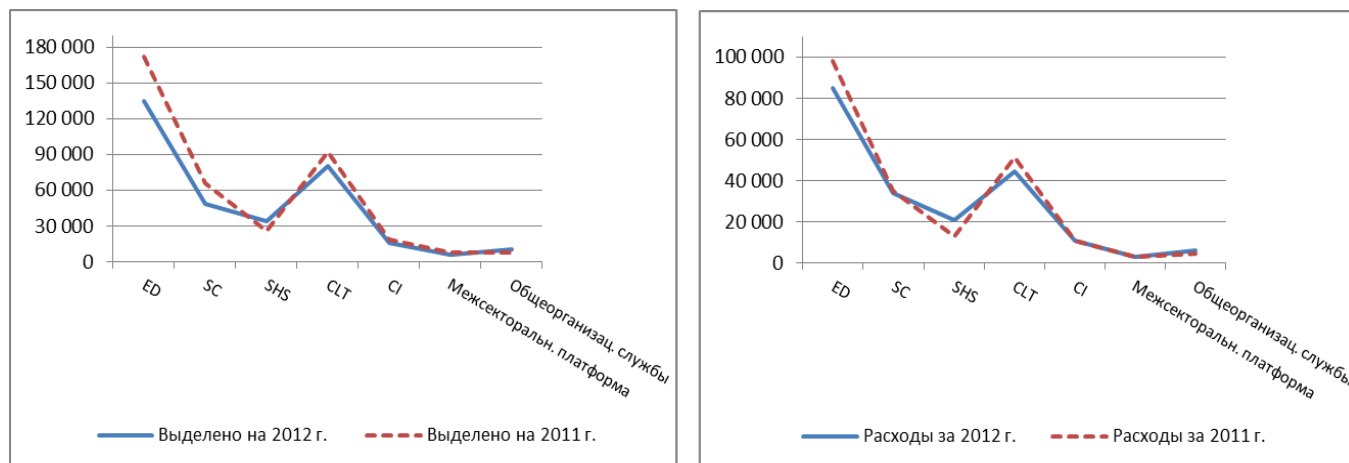 180 000
150 000
120 000
90 000
60 000
30 000
0
ED
SC
SHS
CLT
CI
Межсекторальн. платформа
Общеорганизац. службы
Выделено на 2012 г.
Выделено на 2011 г.
100 000
80 000
60 000
40 000
20 000
0
ED
SC
SHS
CLT
CI
Межсекторальн. платформа
Общеорганизац. службы
Расходы за 2012 г.
Расходы за 2011 г.